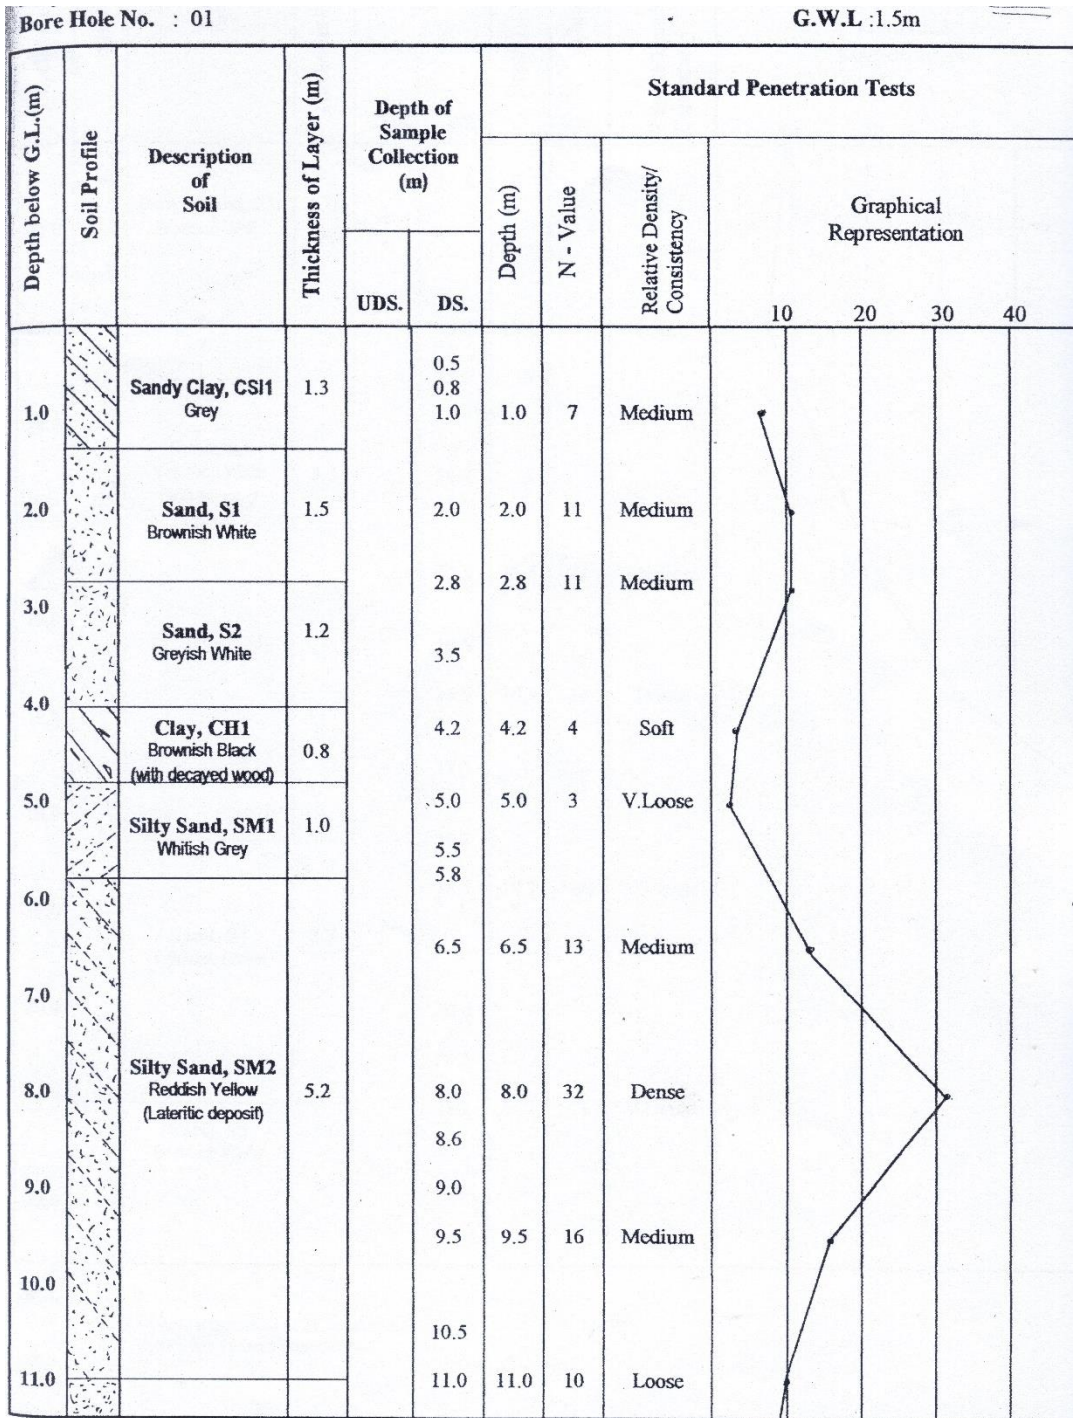 Bore Hole No. : 01
G.W.L :1.5m
Depth below G.L.(m)
Soil Profile
Description
of
Soil
Thickness of Layer (m)
Depth of
Sample
Collection
(m)
UDS.
DS.
Standard Penetration Tests
Depth (m)
N - Value
Relative Density/
Consistency
Graphical
Representation
10 20 30 40
0.5
Sandy Clay, CSI1 1.3 0.8
1.0 Grey 1.0 1.0 7 Medium
2.0 Sand, S1 1.5 2.0 2.0 11 Medium
Brownish White
2.8 2.8 11 Medium
3.0
Sand, S2 1.2
Greyish White 3.5
4.0
Clay, CH1 4.2 4.2 4 Soft
Brownish Black 0.8
(with decayed wood)
5.0 5.0 5.0 3 V.Loose
Silty Sand, SM1 1.0
Whitish Grey 5.5
5.8
6.0
6.5 6.5 13 Medium
7.0
Silty Sand, SM2
8.0 Reddish Yellow 5.2 8.0 8.0 32 Dense
(Lateritic deposit)
8.6
9.0 9.0
9.5 9.5 16 Medium
10.0
10.5
11.0 11.0 11.0 10 Loose